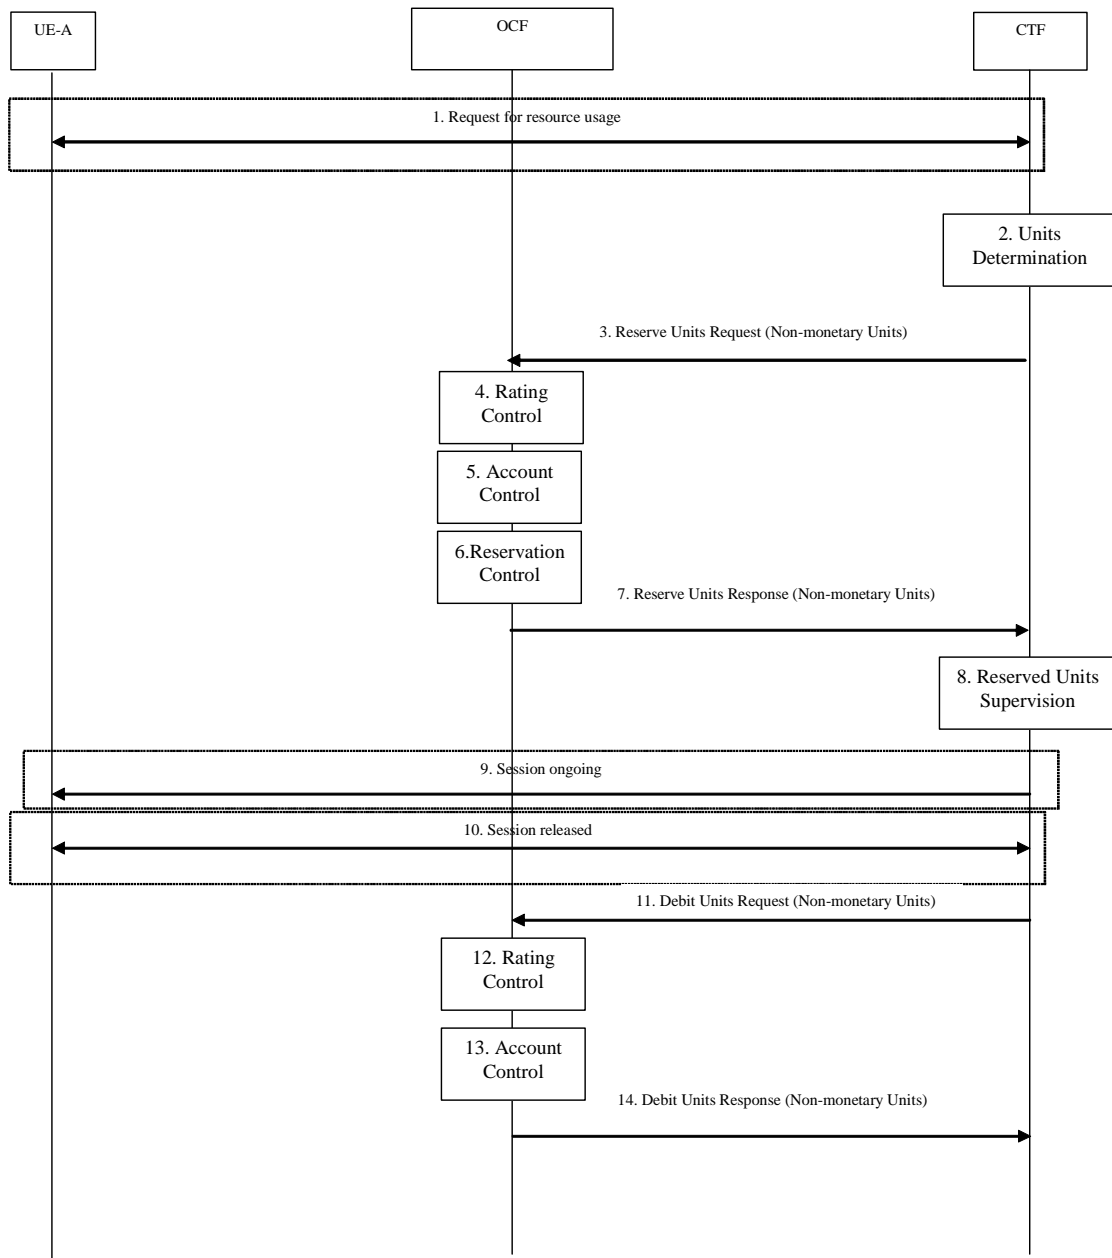 UE-A
OCF
CTF
1. Request for resource usage
2. Units
Determination
3. Reserve Units Request (Non-monetary Units)
4. Rating
Control
5. Account
Control
6.Reservation
Control
7. Reserve Units Response (Non-monetary Units)
8. Reserved Units
Supervision
9. Session ongoing
10. Session released
11. Debit Units Request (Non-monetary Units)
12. Rating
Control
13. Account
Control
14. Debit Units Response (Non-monetary Units)